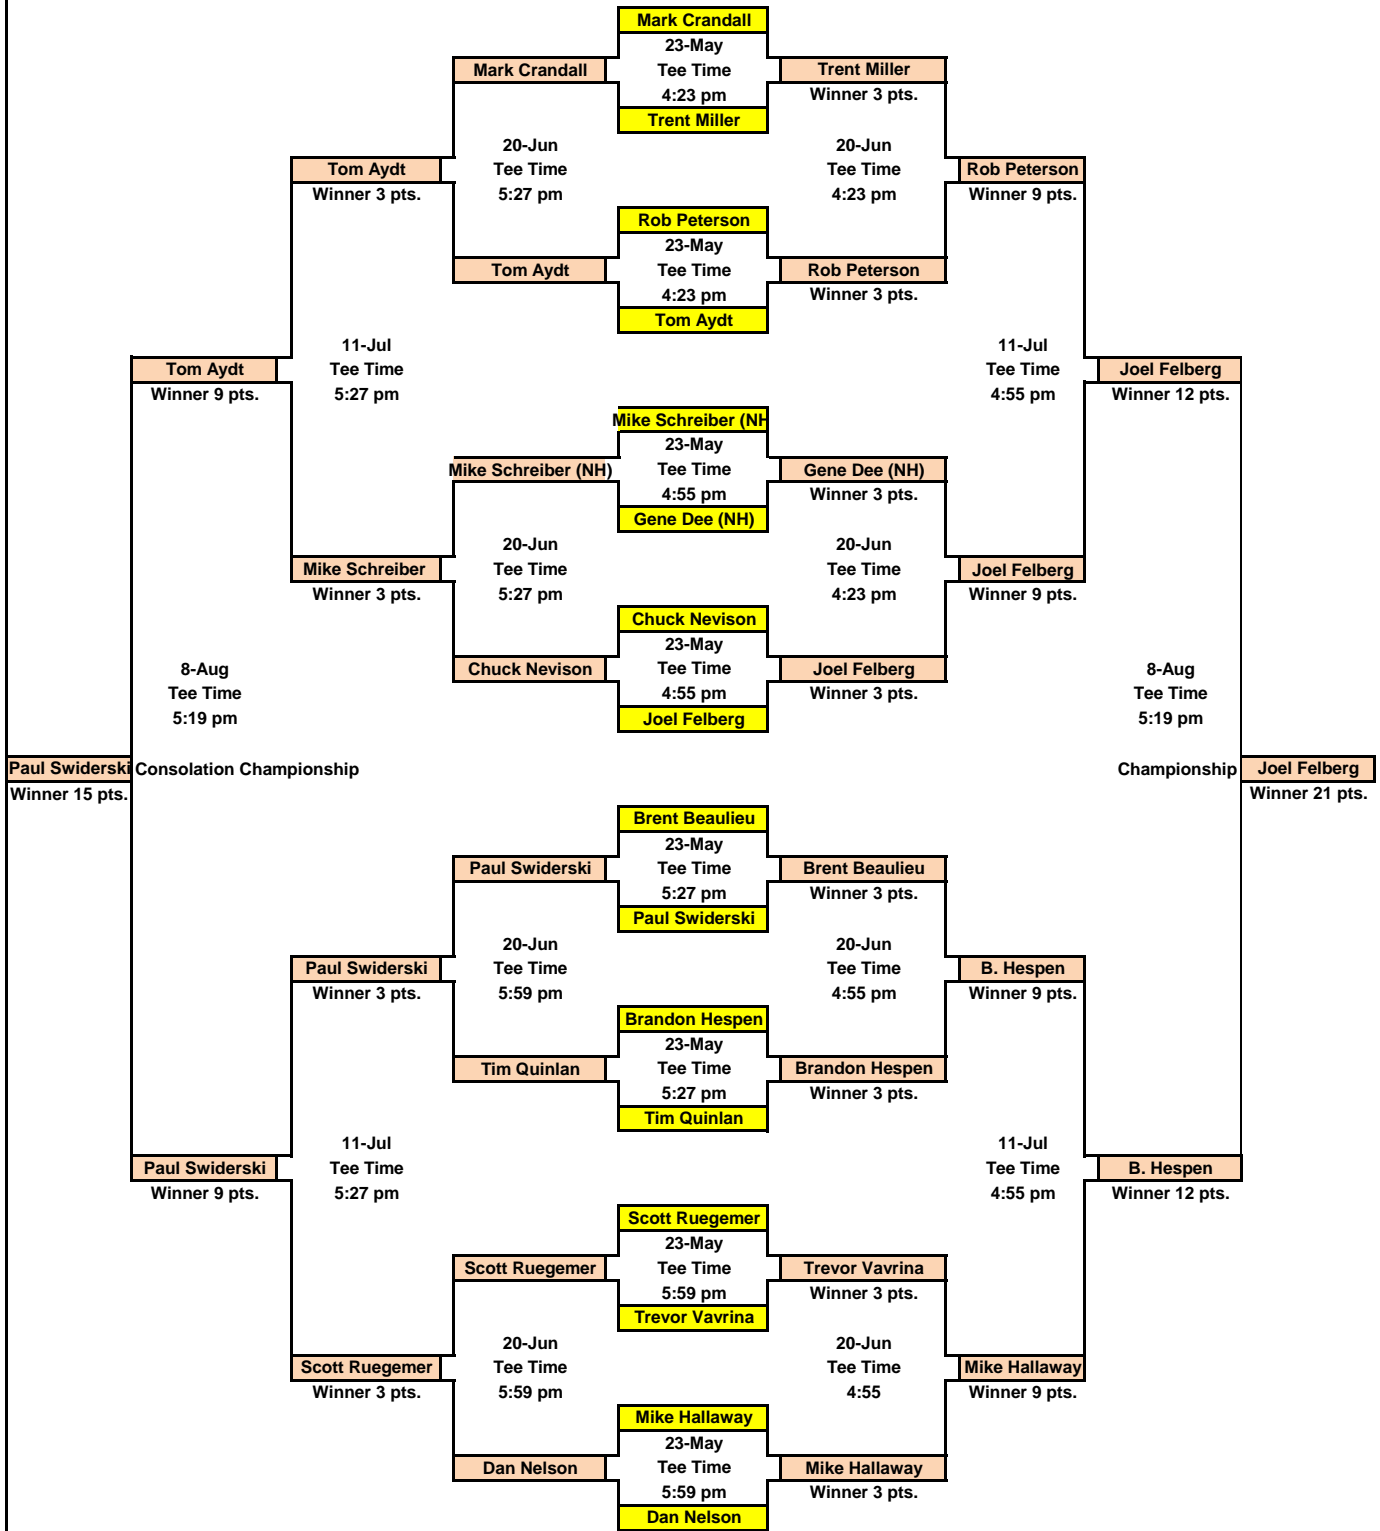 Mark Crandall
23-May
Mark Crandall Tee Time Trent Miller
4:23 pm Winner 3 pts.
Trent Miller
20-Jun 20-Jun
Tom Aydt Tee Time Tee Time Rob Peterson
Winner 3 pts. 5:27 pm 4:23 pm Winner 9 pts.
Rob Peterson
23-May
Tom Aydt Tee Time Rob Peterson
4:23 pm Winner 3 pts.
Tom Aydt
11-Jul 11-Jul
Tom Aydt Tee Time Tee Time Joel Felberg
Winner 9 pts. 5:27 pm 4:55 pm Winner 12 pts.
Mike Schreiber (NH
23-May
Mike Schreiber (NH) Tee Time Gene Dee (NH)
4:55 pm Winner 3 pts.
Gene Dee (NH)
20-Jun 20-Jun
Mike Schreiber Tee Time Tee Time Joel Felberg
Winner 3 pts. 5:27 pm 4:23 pm Winner 9 pts.
Chuck Nevison
23-May
8-Aug Chuck Nevison Tee Time Joel Felberg 8-Aug
Tee Time 4:55 pm Winner 3 pts. Tee Time
5:19 pm Joel Felberg 5:19 pm
Paul Swiderski Consolation Championship Championship Joel Felberg
Winner 15 pts. Winner 21 pts.
Brent Beaulieu
23-May
Paul Swiderski Tee Time Brent Beaulieu
5:27 pm Winner 3 pts.
Paul Swiderski
20-Jun 20-Jun
Paul Swiderski Tee Time Tee Time B. Hespen
Winner 3 pts. 5:59 pm 4:55 pm Winner 9 pts.
Brandon Hespen
23-May
Tim Quinlan Tee Time Brandon Hespen
5:27 pm Winner 3 pts.
Tim Quinlan
11-Jul 11-Jul
Paul Swiderski Tee Time Tee Time B. Hespen
Winner 9 pts. 5:27 pm 4:55 pm Winner 12 pts.
Scott Ruegemer
23-May
Scott Ruegemer Tee Time Trevor Vavrina
5:59 pm Winner 3 pts.
Trevor Vavrina
20-Jun 20-Jun
Scott Ruegemer Tee Time Tee Time Mike Hallaway
Winner 3 pts. 5:59 pm 4:55 Winner 9 pts.
Mike Hallaway
23-May
Dan Nelson Tee Time Mike Hallaway
5:59 pm Winner 3 pts.
Dan Nelson